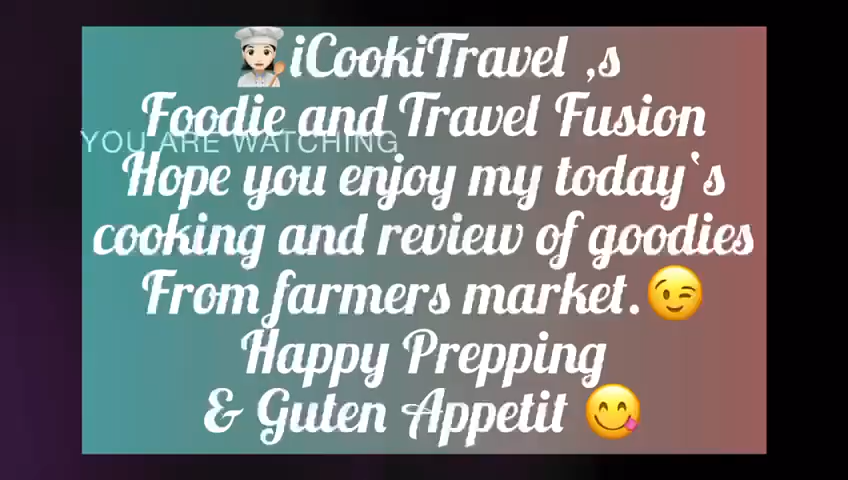 👩🏻‍🍳iCookiTravel ,s
Foodie and Travel Fusion
YOU ARE WATCHING
Hope you enjoy my today`s
cooking and review of goodies
From farmers market.😉
Happy Prepping
& Guten Appetit 😋